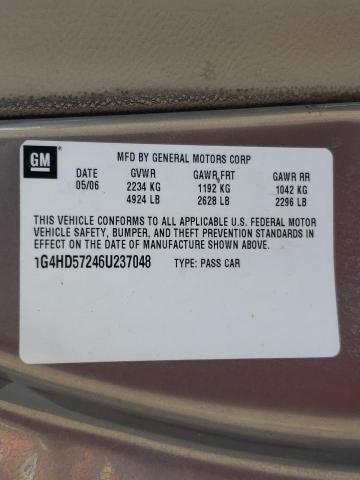 GM
MFD BY GENERAL MOTORS CORP
DATE GVWR GAWR FRT GAWR RR
05/06 2234 KG 1192 KG 1042 KG
4924 LB 2628 LB 2296 LB
THIS VEHICLE CONFORMS TO ALL APPLICABLE U.S. FEDERAL MOTOR
VEHICLE SAFETY, BUMPER, AND THEFT PREVENTION STANDARDS IN
EFFECT ON THE DATE OF MANUFACTURE SHOWN ABOVE.
1G4HD57246U237048 TYPE: PASS CAR